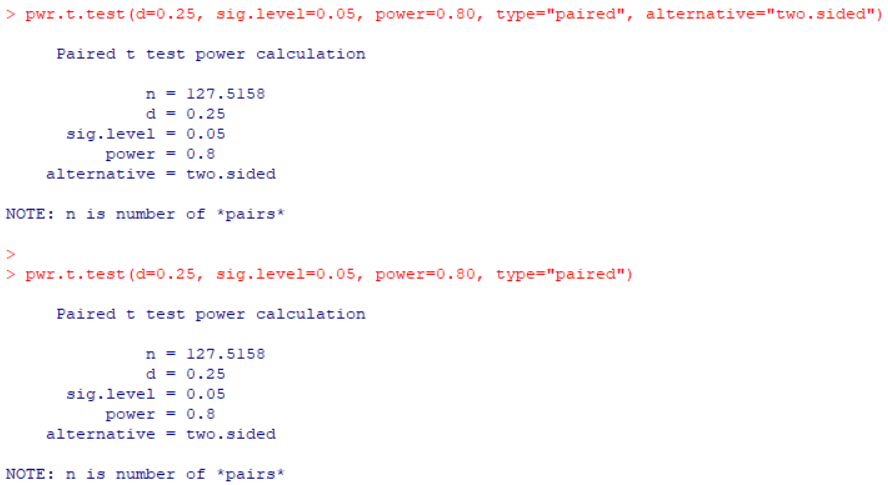 > pwr.t.test(d=0.25, sig.level=0.05, power=0.80, type="paired", alternative="two.sided")
Paired t test power calculation
n = 127.5158
d = 0.25
sig.level = 0.05
power = 0.8
alternative = two.sided
NOTE: n is number of *pairs*
>
> pwr.t.test(d=0.25, sig.level=0.05, power=0.80, type="paired")
Paired t test power calculation
n = 127.5158
d = 0.25
sig.level = 0.05
power = 0.8
alternative = two.sided
NOTE: n is number of *pairs*